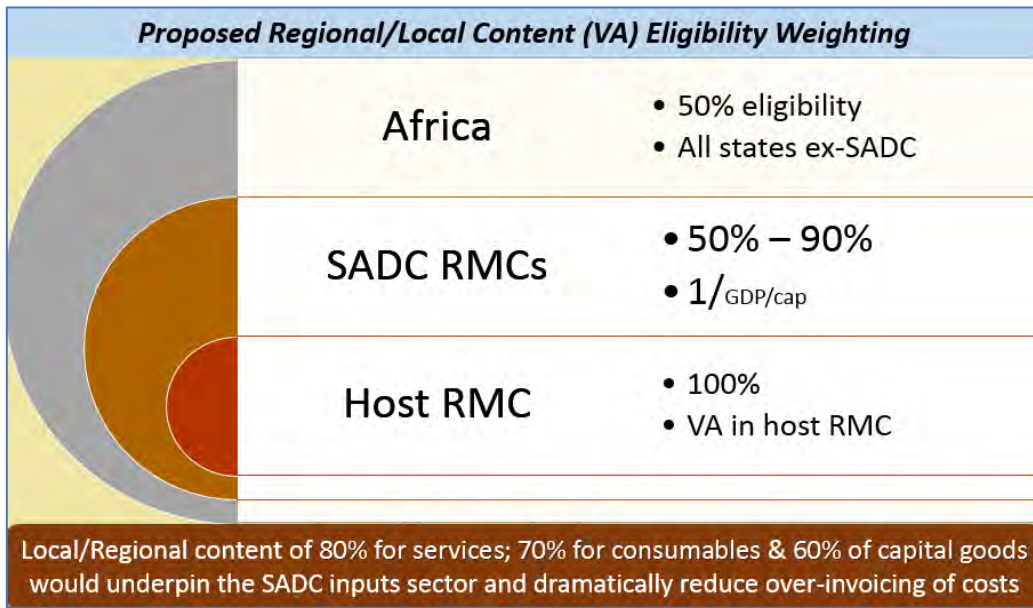 Proposed Regional/Local Content (VA) Eligibility Weighting
Africa
• 50% eligibility
• All states ex-SADC
SADC RMCs
• 50% – 90%
• 1/GDP/cap
Host RMC
• 100%
• VA in host RMC
Local/Regional content of 80% for services; 70% for consumables & 60% of capital goods
would underpin the SADC inputs sector and dramatically reduce over-invoicing of costs